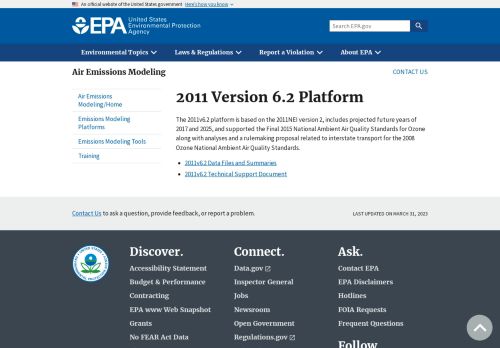 An official website of the United States government Here's how you know
EPA United States
Environmental Protection
Agency
Search EPA.gov
Environmental Topics Laws & Regulations Report a Violation About EPA
Air Emissions Modeling
CONTACT US
Air Emissions
Modeling/Home
Emissions Modeling
Platforms
Emissions Modeling Tools
Training
2011 Version 6.2 Platform
The 2011v6.2 platform is based on the 2011NEI version 2, includes projected future years of
2017 and 2025, and supported the Final 2015 National Ambient Air Quality Standards for Ozone
along with analyses and a rulemaking proposal related to interstate transport for the 2008
Ozone National Ambient Air Quality Standards.
2011v6.2 Data Files and Summaries
2011v6.2 Technical Support Document
Contact Us to ask a question, provide feedback, or report a problem.
LAST UPDATED ON MARCH 31, 2023
Discover.
Accessibility Statement
Budget & Performance
Contracting
EPA www Web Snapshot
Grants
No FEAR Act Data
Connect.
Data.gov
Inspector General
Jobs
Newsroom
Open Government
Regulations.gov
Ask.
Contact EPA
EPA Disclaimers
Hotlines
FOIA Requests
Frequent Questions
Follow